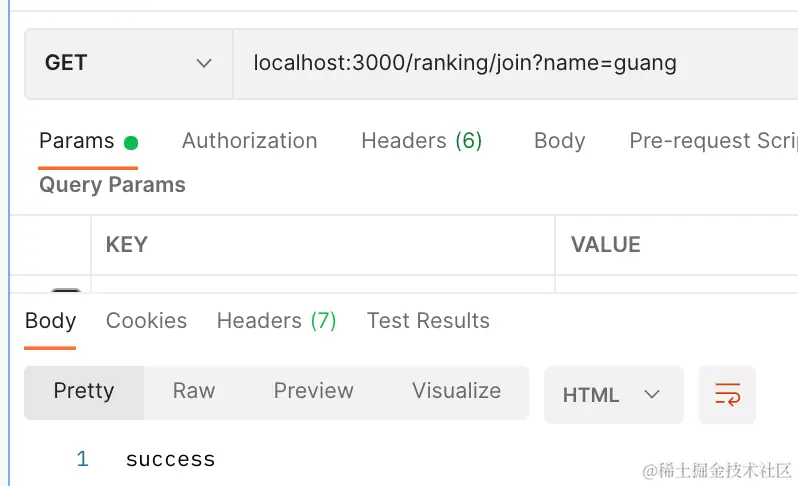 GET localhost:3000/ranking/join?name=guang
Params Authorization Headers (6) Body Pre-request Scri
Query Params
KEY VALUE
Body Cookies Headers (7) Test Results
Pretty Raw Preview Visualize HTML
1 success
@稀土掘金技术社区